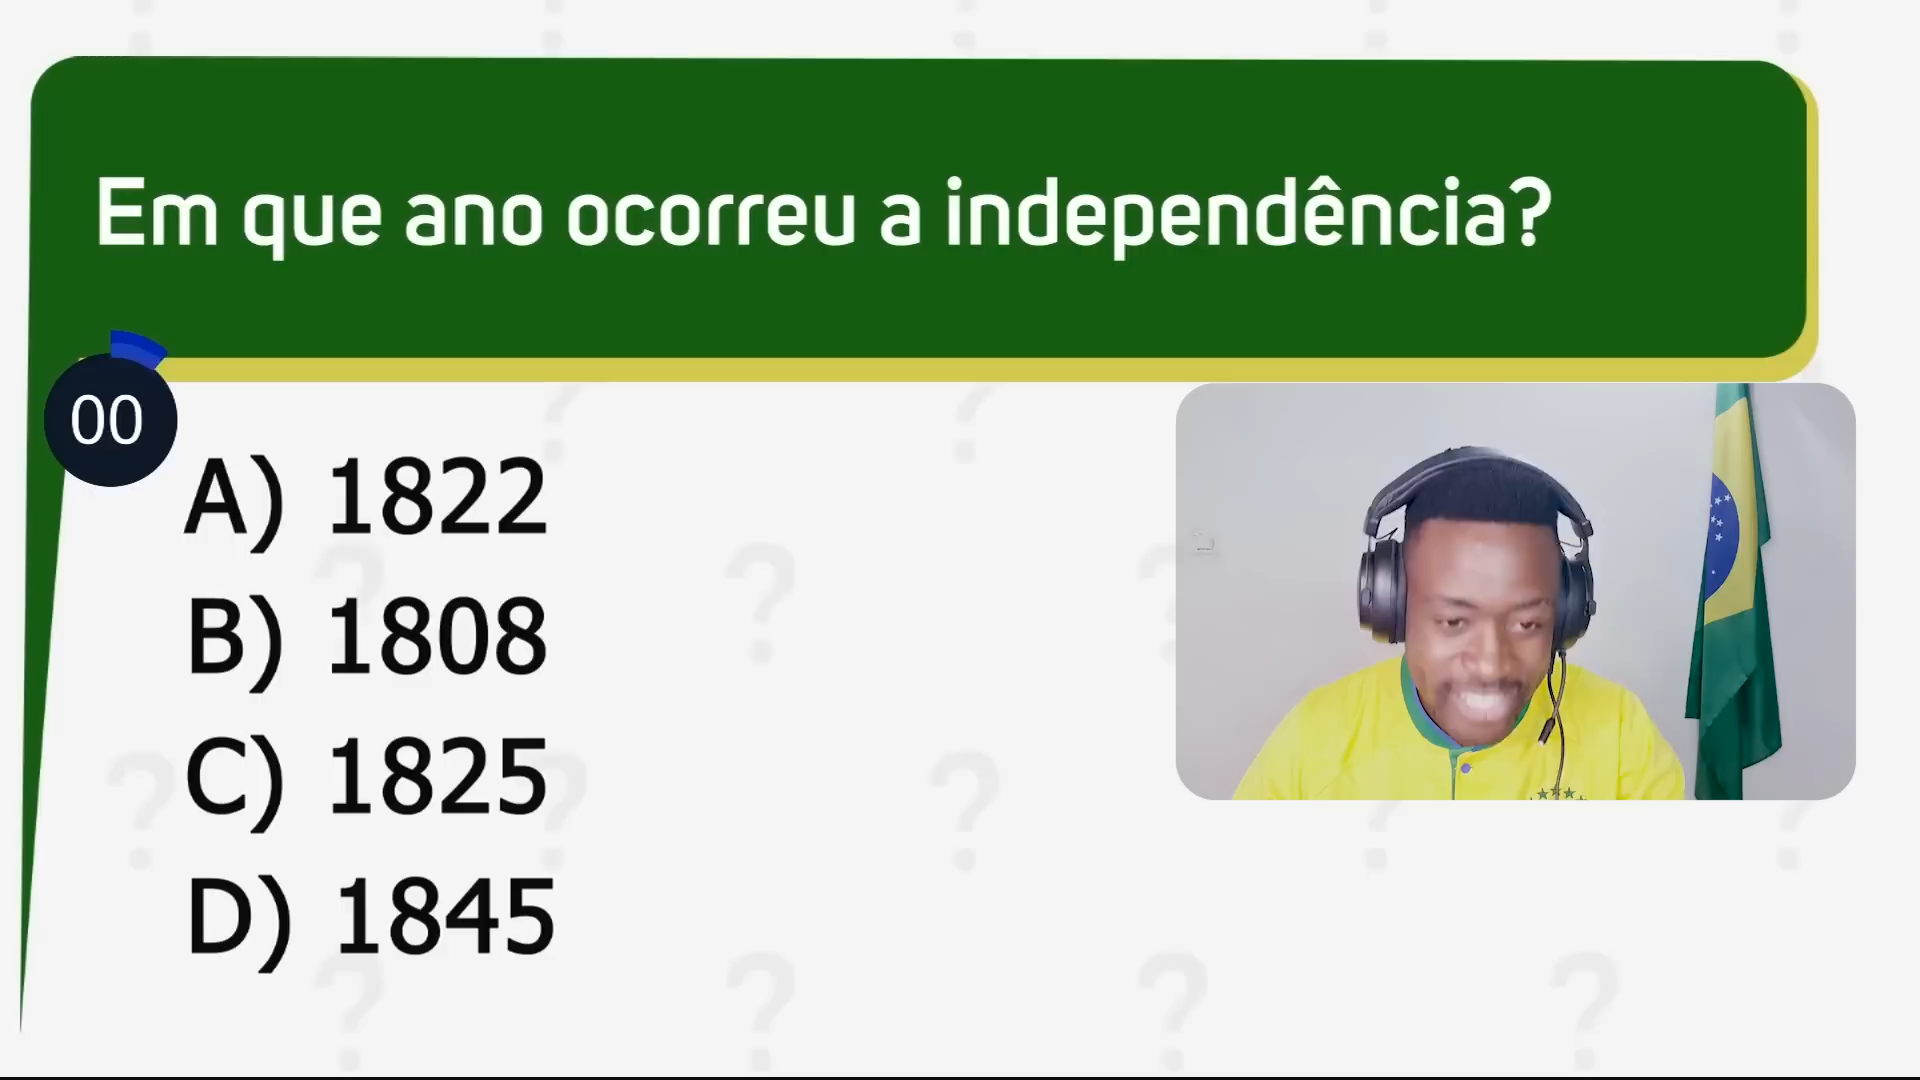 Em que ano ocorreu a independência?
00
A) 1822
B) 1808
C) 1825
D) 1845